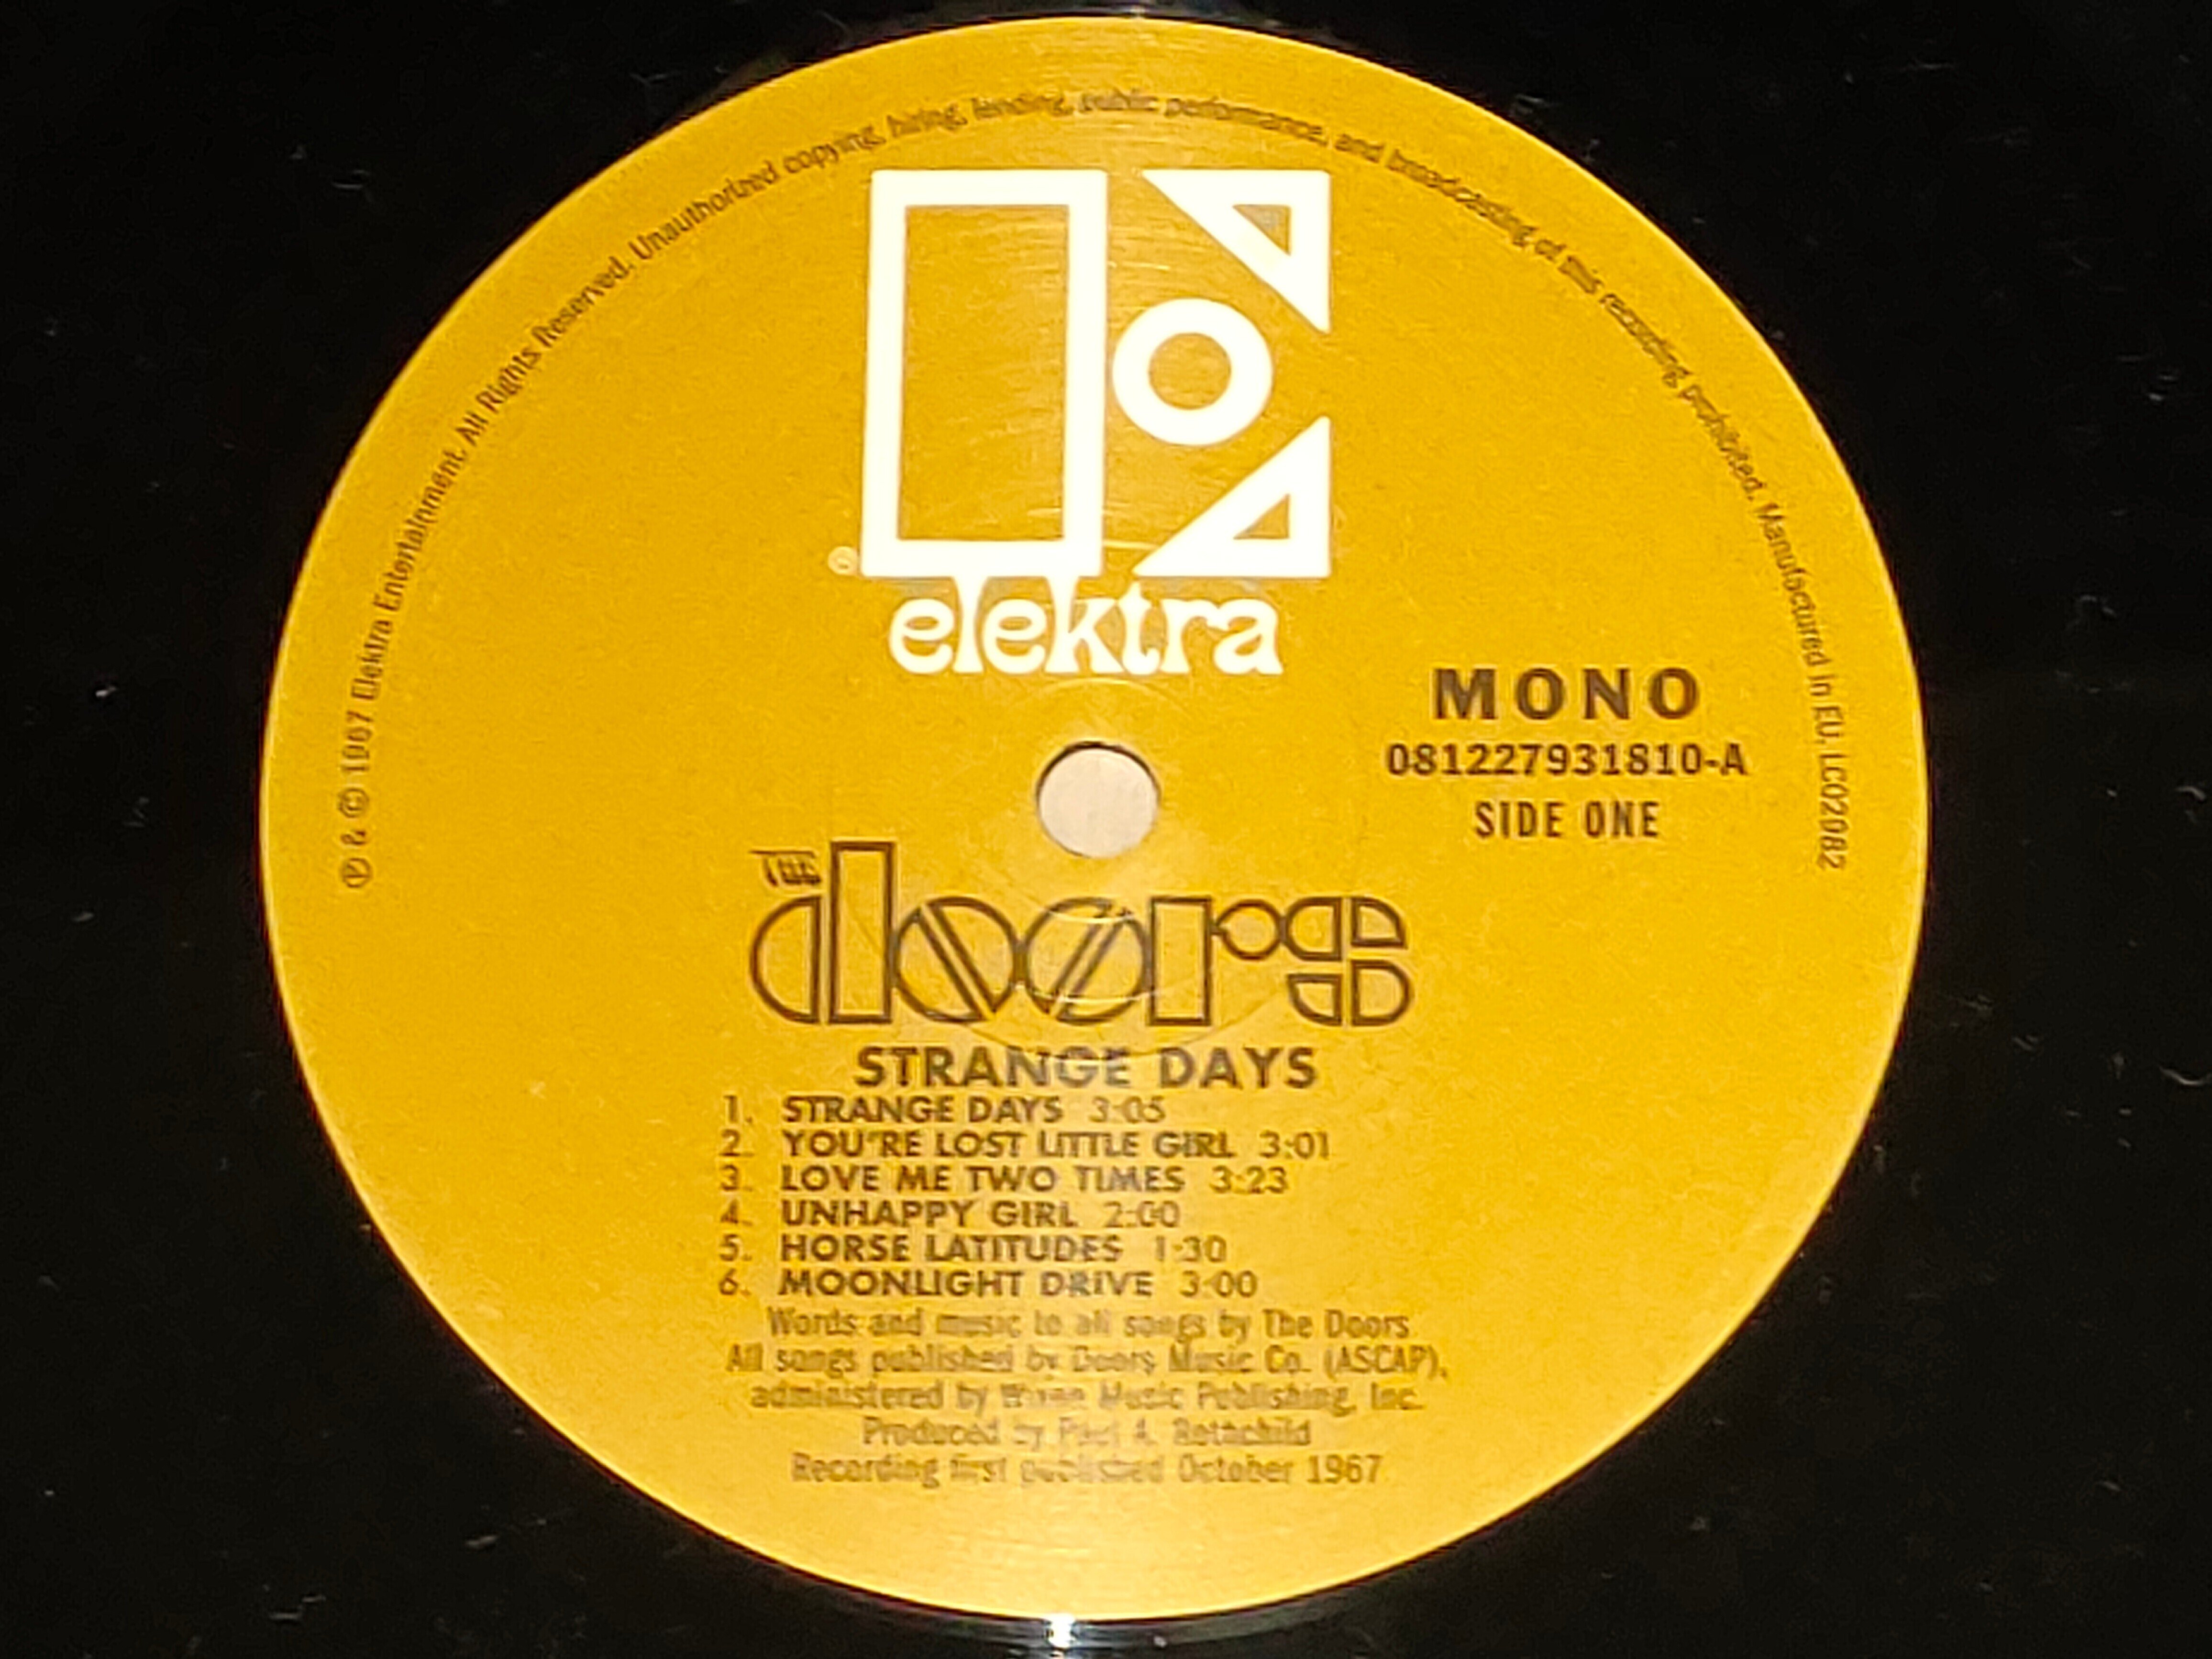 ℗ & © 1967 Elektra Entertainment. All Rights Reserved. Unauthorized copying, hiring, lending, public performance, and broadcasting of this recording prohibited. Manufactured in EU. LC02982
elektra
MONO
081227931810-A
SIDE ONE
THE
doors
STRANGE DAYS
1. STRANGE DAYS 3:05
2. YOU'RE LOST LITTLE GIRL 3:01
3. LOVE ME TWO TIMES 3:23
4. UNHAPPY GIRL 2:00
5. HORSE LATITUDES 1:30
6. MOONLIGHT DRIVE 3:00
Words and music to all songs by The Doors
All songs published by Doors Music Co. (ASCAP),
administered by Wixen Music Publishing, Inc.
Produced by Paul A. Rothchild
Recording first published October 1967